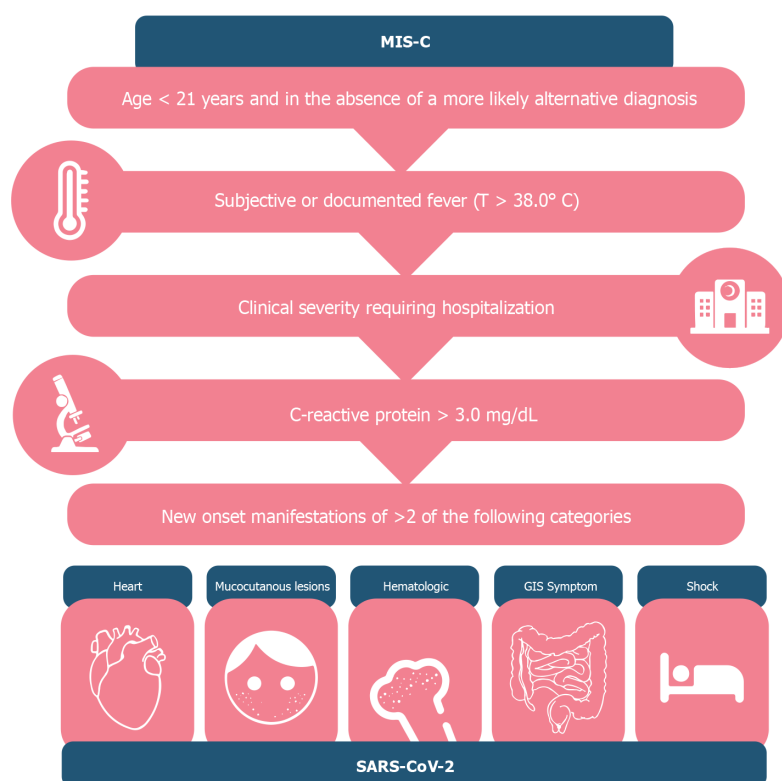 MIS-C
Age < 21 years and in the absence of a more likely alternative diagnosis
Subjective or documented fever (T > 38.0° C)
Clinical severity requiring hospitalization
C-reactive protein > 3.0 mg/dL
New onset manifestations of >2 of the following categories
Heart
Mucocutanous lesions
Hematologic
GIS Symptom
Shock
SARS-CoV-2